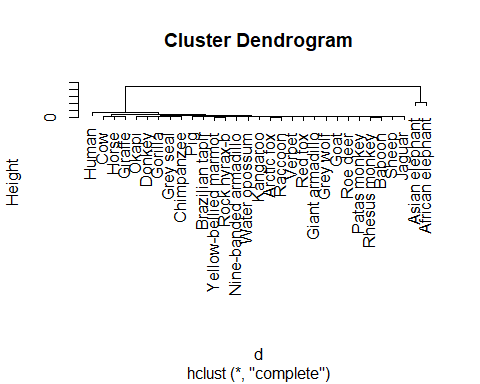 Cluster Dendrogram
Height
0
Human
Cow
Horse
Giraffe
Okapi
Donkey
Gorilla
Grey seal
Chimpanzee
Pig
Brazilian tapir
Yellow-bellied marmot
Rock hyaxb
Nine-banded armadillo
Water opossum
Kangaroo
Arctic fox
Raccoon
Vervet
Red fox
Giant armadillo
Grey wolf
Goat
Roe deer
Patas monkey
Rhesus monkey
Baboon
Sheep
Jaguar
Asian elephant
African elephant
d
hclust (*, "complete")